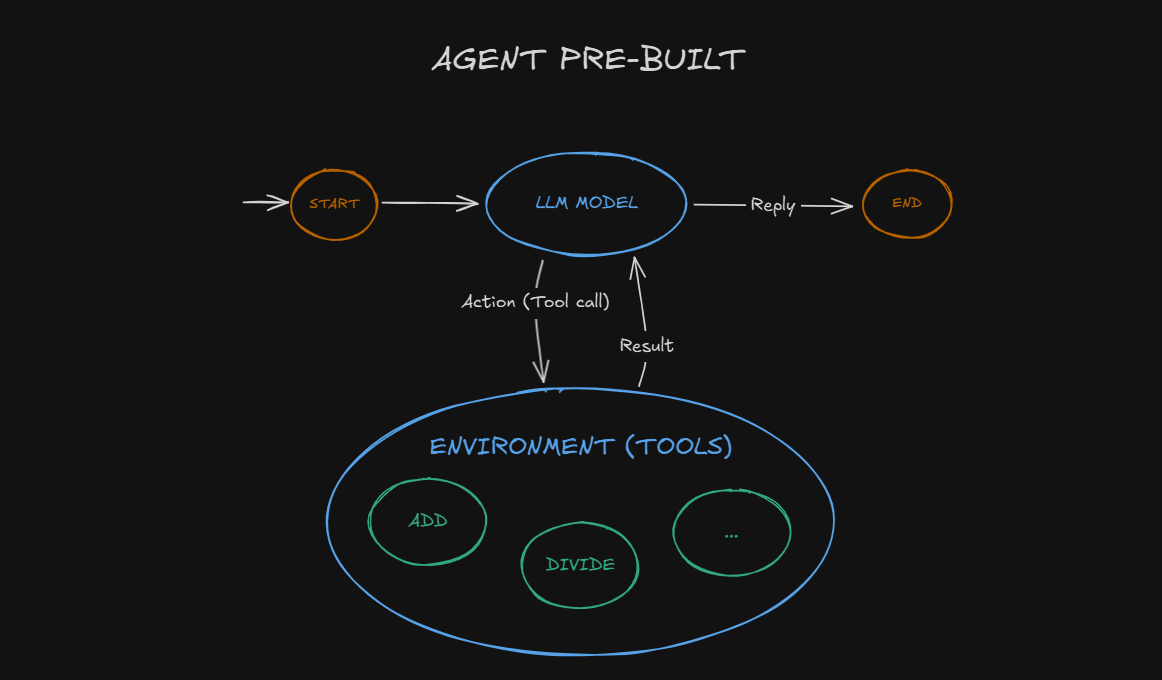 AGENT PRE-BUILT
START
LLM MODEL
Reply
END
Action (Tool call)
Result
ENVIRONMENT (TOOLS)
ADD
DIVIDE
...